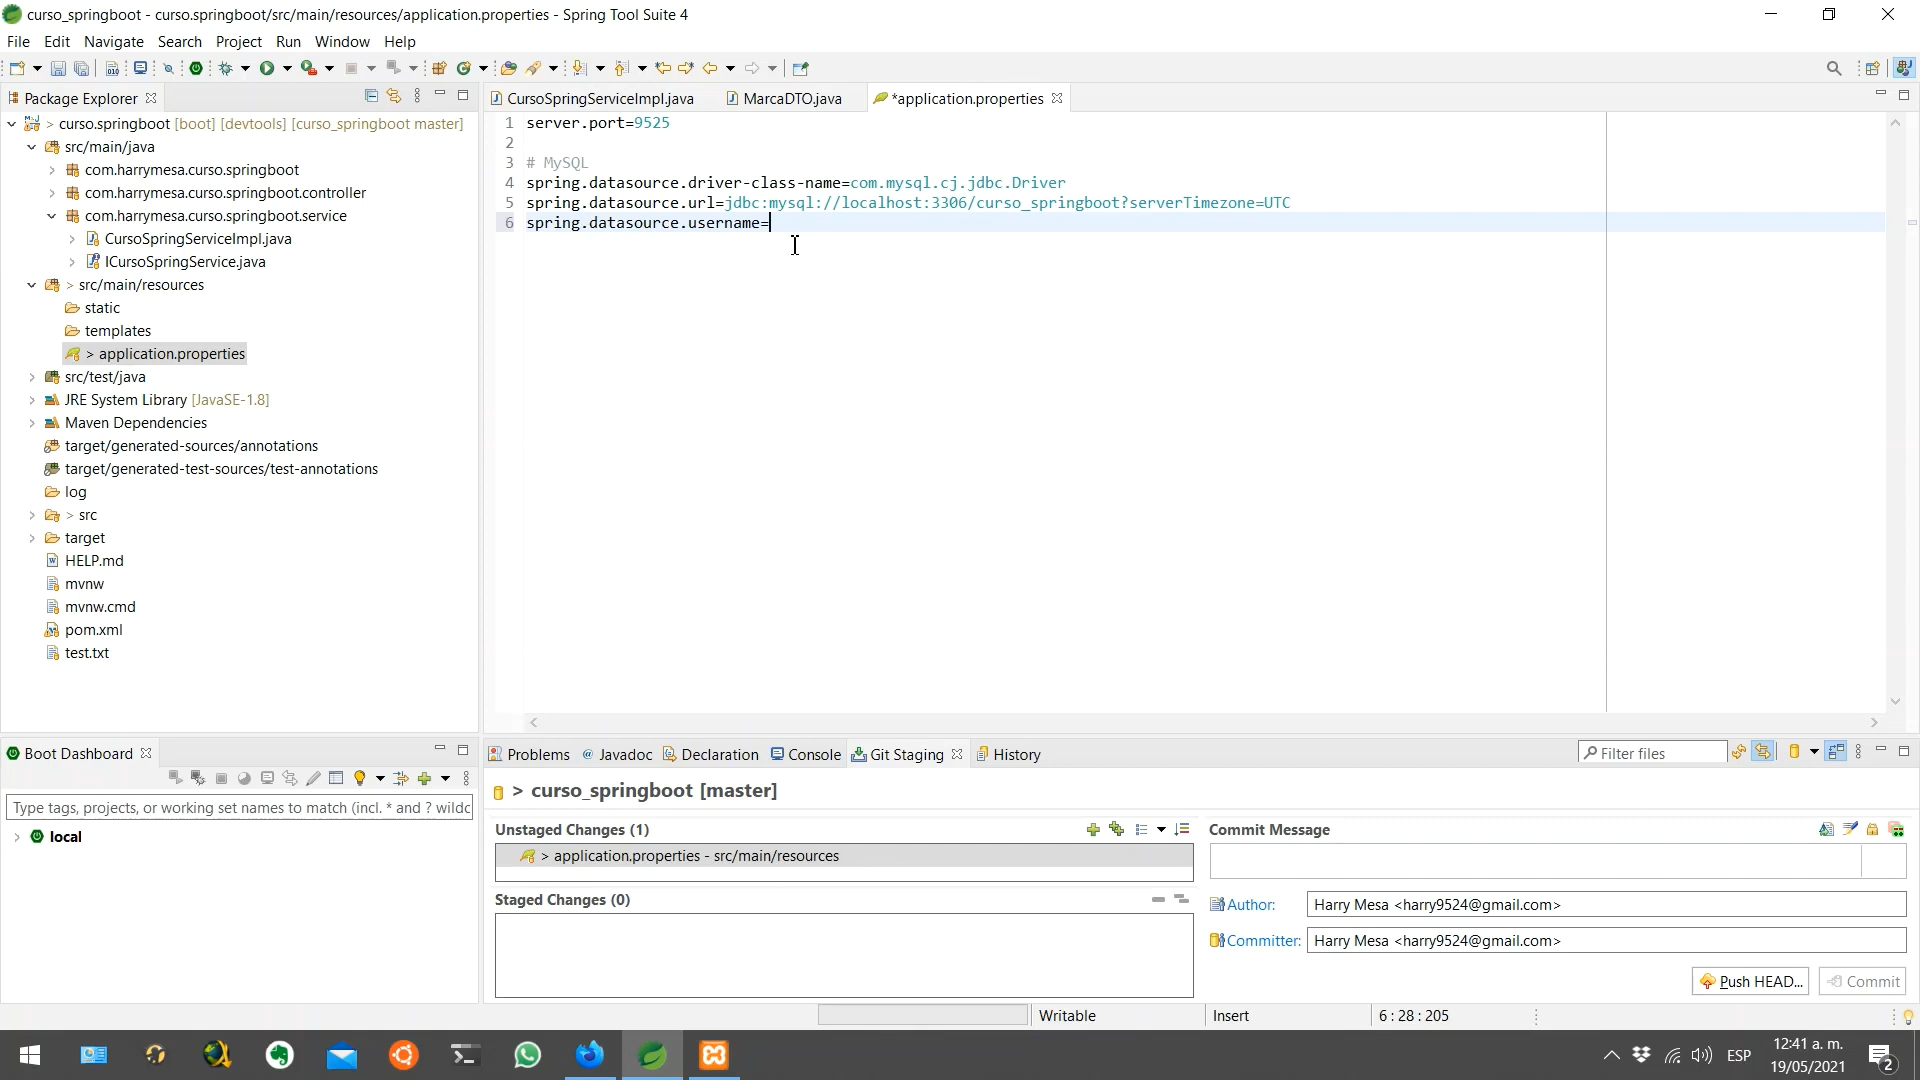 curso_springboot - curso.springboot/src/main/resources/application.properties - Spring Tool Suite 4
File Edit Navigate Search Project Run Window Help
Package Explorer
CursoSpringServiceImpl.java MarcaDTO.java *application.properties
> curso.springboot [boot] [devtools] [curso_springboot master]
src/main/java
com.harrymesa.curso.springboot
com.harrymesa.curso.springboot.controller
com.harrymesa.curso.springboot.service
CursoSpringServiceImpl.java
ICursoSpringService.java
> src/main/resources
static
templates
> application.properties
src/test/java
JRE System Library [JavaSE-1.8]
Maven Dependencies
target/generated-sources/annotations
target/generated-test-sources/test-annotations
log
> src
target
HELP.md
mvnw
mvnw.cmd
pom.xml
test.txt
1 server.port=9525
2
3 # MySQL
4 spring.datasource.driver-class-name=com.mysql.cj.jdbc.Driver
5 spring.datasource.url=jdbc:mysql://localhost:3306/curso_springboot?serverTimezone=UTC
6 spring.datasource.username=
Boot Dashboard
Type tags, projects, or working set names to match (incl. * and ? wildc
local
Problems @ Javadoc Declaration Console Git Staging History
Filter files
> curso_springboot [master]
Unstaged Changes (1)
> application.properties - src/main/resources
Staged Changes (0)
Commit Message
Author: Harry Mesa <harry9524@gmail.com>
Committer: Harry Mesa <harry9524@gmail.com>
Push HEAD... Commit
Writable Insert 6 : 28 : 205
ESP
12:41 a. m.
19/05/2021
2